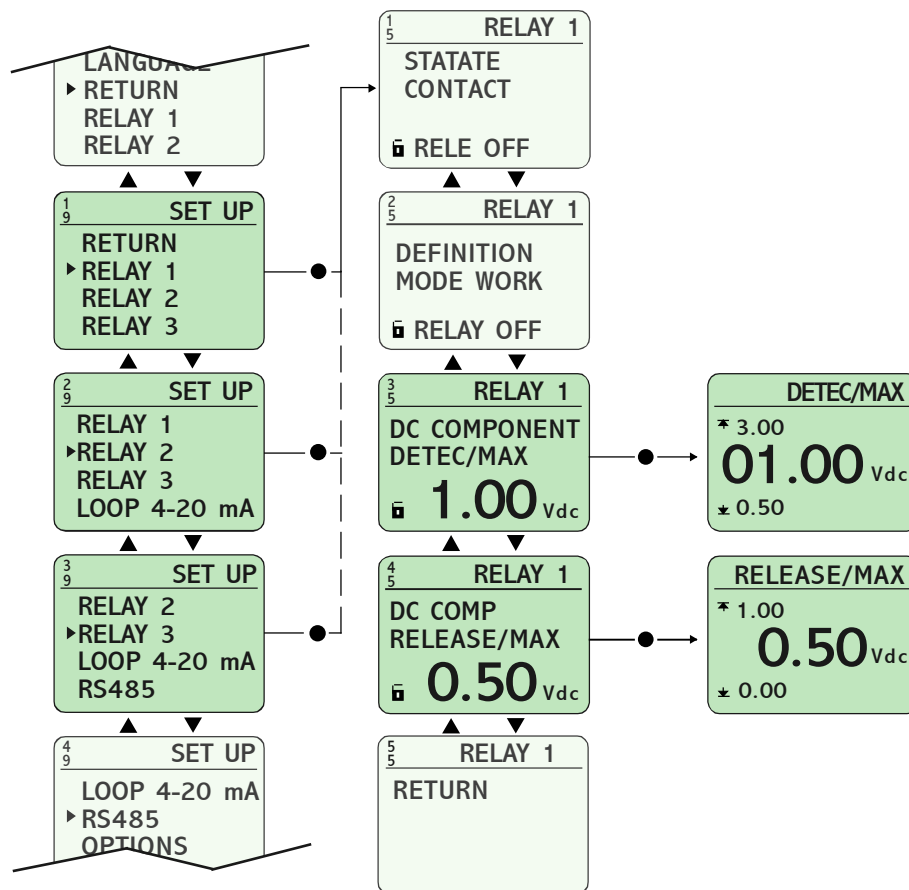 LANGUAGE
RETURN
RELAY 1
RELAY 2
1
9
SET UP
RETURN
RELAY 1
RELAY 2
RELAY 3
2
9
SET UP
RELAY 1
RELAY 2
RELAY 3
LOOP 4-20 mA
3
9
SET UP
RELAY 2
RELAY 3
LOOP 4-20 mA
RS485
4
9
SET UP
LOOP 4-20 mA
RS485
OPTIONS
1
5
RELAY 1
STATATE
CONTACT
RELE OFF
2
5
RELAY 1
DEFINITION
MODE WORK
RELAY OFF
3
5
RELAY 1
DC COMPONENT
DETEC/MAX
1.00 Vdc
4
5
RELAY 1
DC COMP
RELEASE/MAX
0.50 Vdc
5
5
RELAY 1
RETURN
DETEC/MAX
3.00
01.00 Vdc
0.50
RELEASE/MAX
1.00
0.50 Vdc
0.00